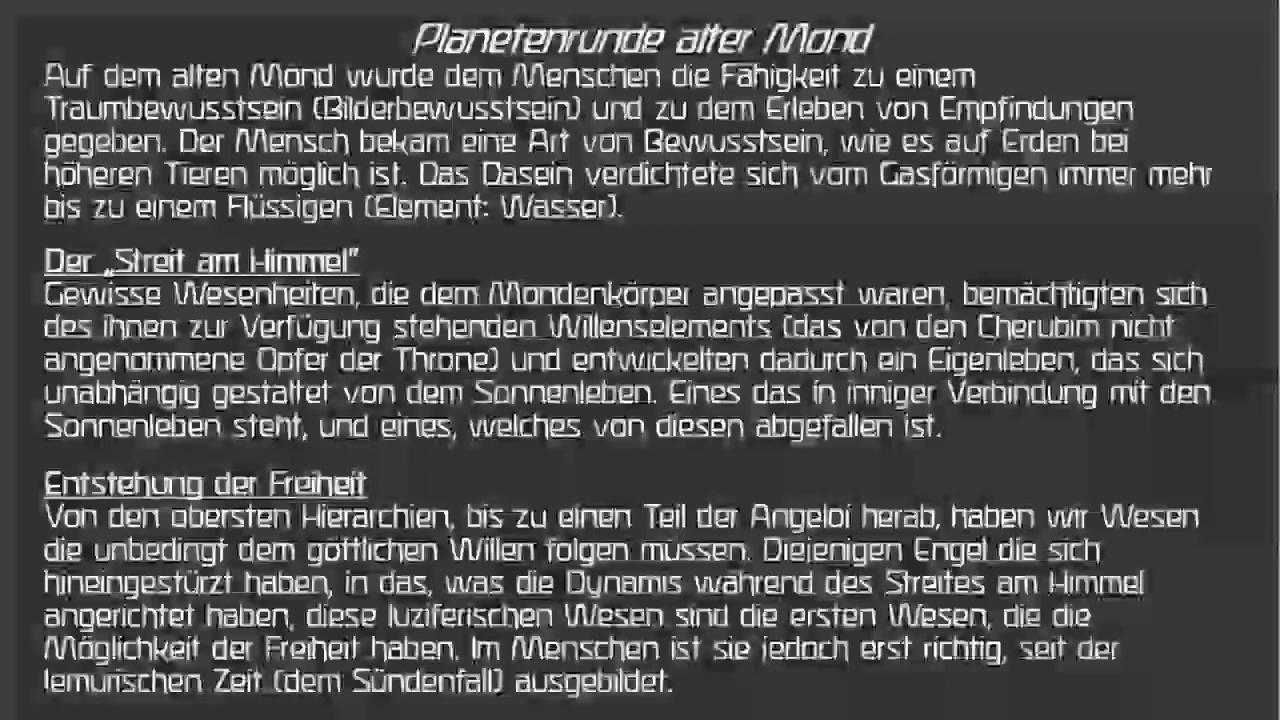 Planetenrunde alter Mond
Auf dem alten Mond wurde dem Menschen die Fähigkeit zu einem
Traumbewusstsein (Bilderbewusstsein) und zu dem Erleben von Empfindungen
gegeben. Der Mensch bekam eine Art von Bewusstsein, wie es auf Erden bei
höheren Tieren möglich ist. Das Dasein verdichtete sich vom Gasförmigen immer mehr
bis zu einem Flüssigen (Element: Wasser).
Der „Streit am Himmel"
Gewisse Wesenheiten, die dem Mondenkörper angepasst waren, bemächtigten sich
des ihnen zur Verfügung stehenden Willenselements (das von den Cherubim nicht
angenommene Opfer der Throne) und entwickelten dadurch ein Eigenleben, das sich
unabhängig gestaltet von dem Sonnenleben. Eines das in inniger Verbindung mit den
Sonnenleben steht, und eines, welches von diesen abgefallen ist.
Entstehung der Freiheit
Von den obersten Hierarchien, bis zu einen Teil der Angeloi herab, haben wir Wesen
die unbedingt dem göttlichen Willen folgen müssen. Diejenigen Engel die sich
hineingestürzt haben, in das, was die Dynamis während des Streites am Himmel
angerichtet haben, diese luziferischen Wesen sind die ersten Wesen, die die
Möglichkeit der Freiheit haben. Im Menschen ist sie jedoch erst richtig, seit der
lemurischen Zeit (dem Sündenfall) ausgebildet.